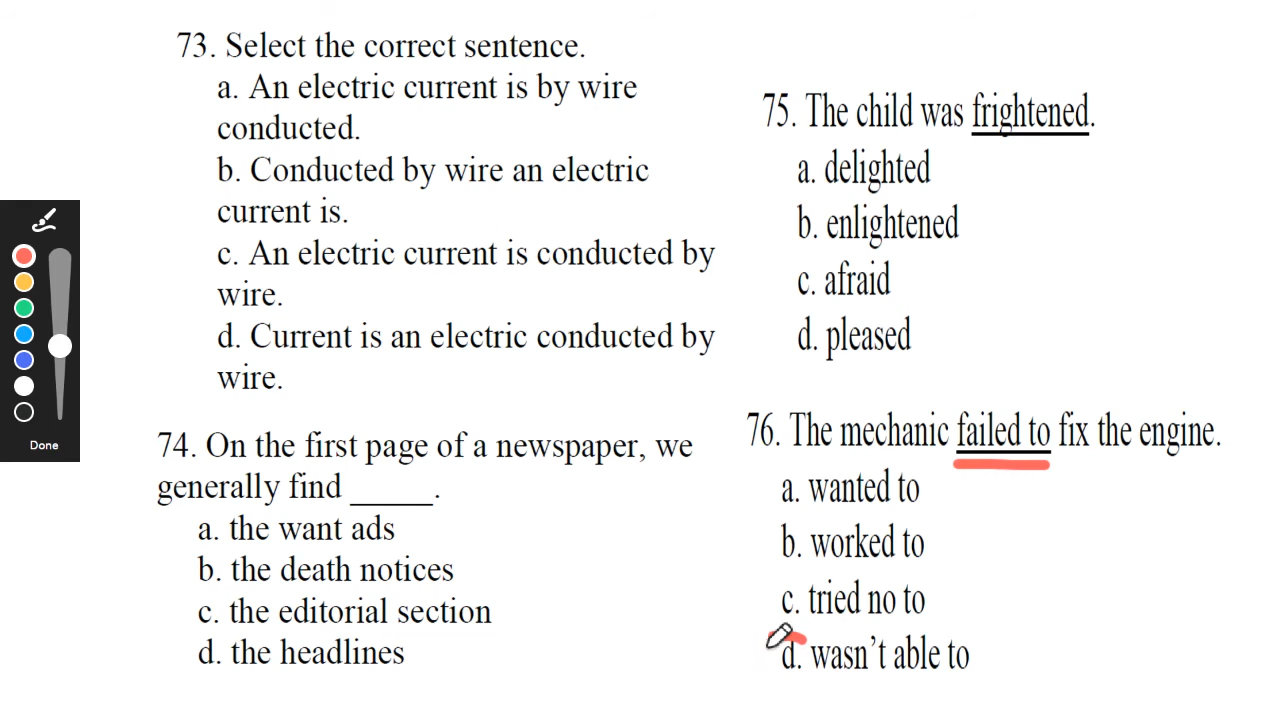 73. Select the correct sentence.
a. An electric current is by wire
conducted.
b. Conducted by wire an electric
current is.
c. An electric current is conducted by
wire.
d. Current is an electric conducted by
wire.
74. On the first page of a newspaper, we
generally find _____.
a. the want ads
b. the death notices
c. the editorial section
d. the headlines
75. The child was frightened.
a. delighted
b. enlightened
c. afraid
d. pleased
76. The mechanic failed to fix the engine.
a. wanted to
b. worked to
c. tried no to
d. wasn't able to
Done